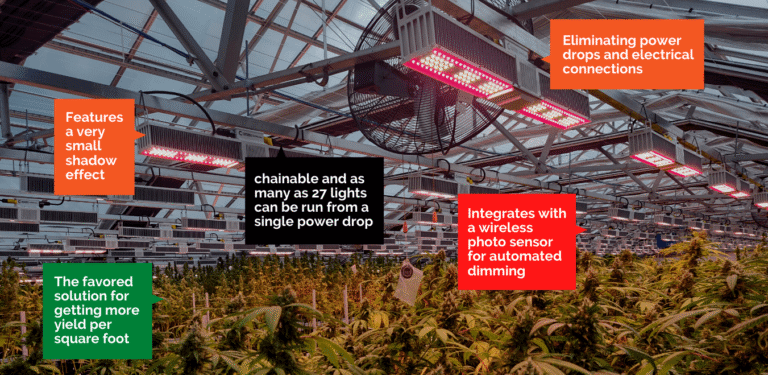 Eliminating power
drops and electrical
connections
Features
a very
small
shadow
effect
chainable and as
many as 27 lights
can be run from a
single power drop
Integrates with
a wireless
photo sensor
for automated
dimming
The favored
solution for
getting more
yield per
square foot